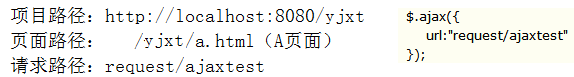 项目路径：http://localhost:8080/yjxt
页面路径：  /yjxt/a.html（A页面）
请求路径：request/ajaxtest
$.ajax({
    url:"request/ajaxtest"
});